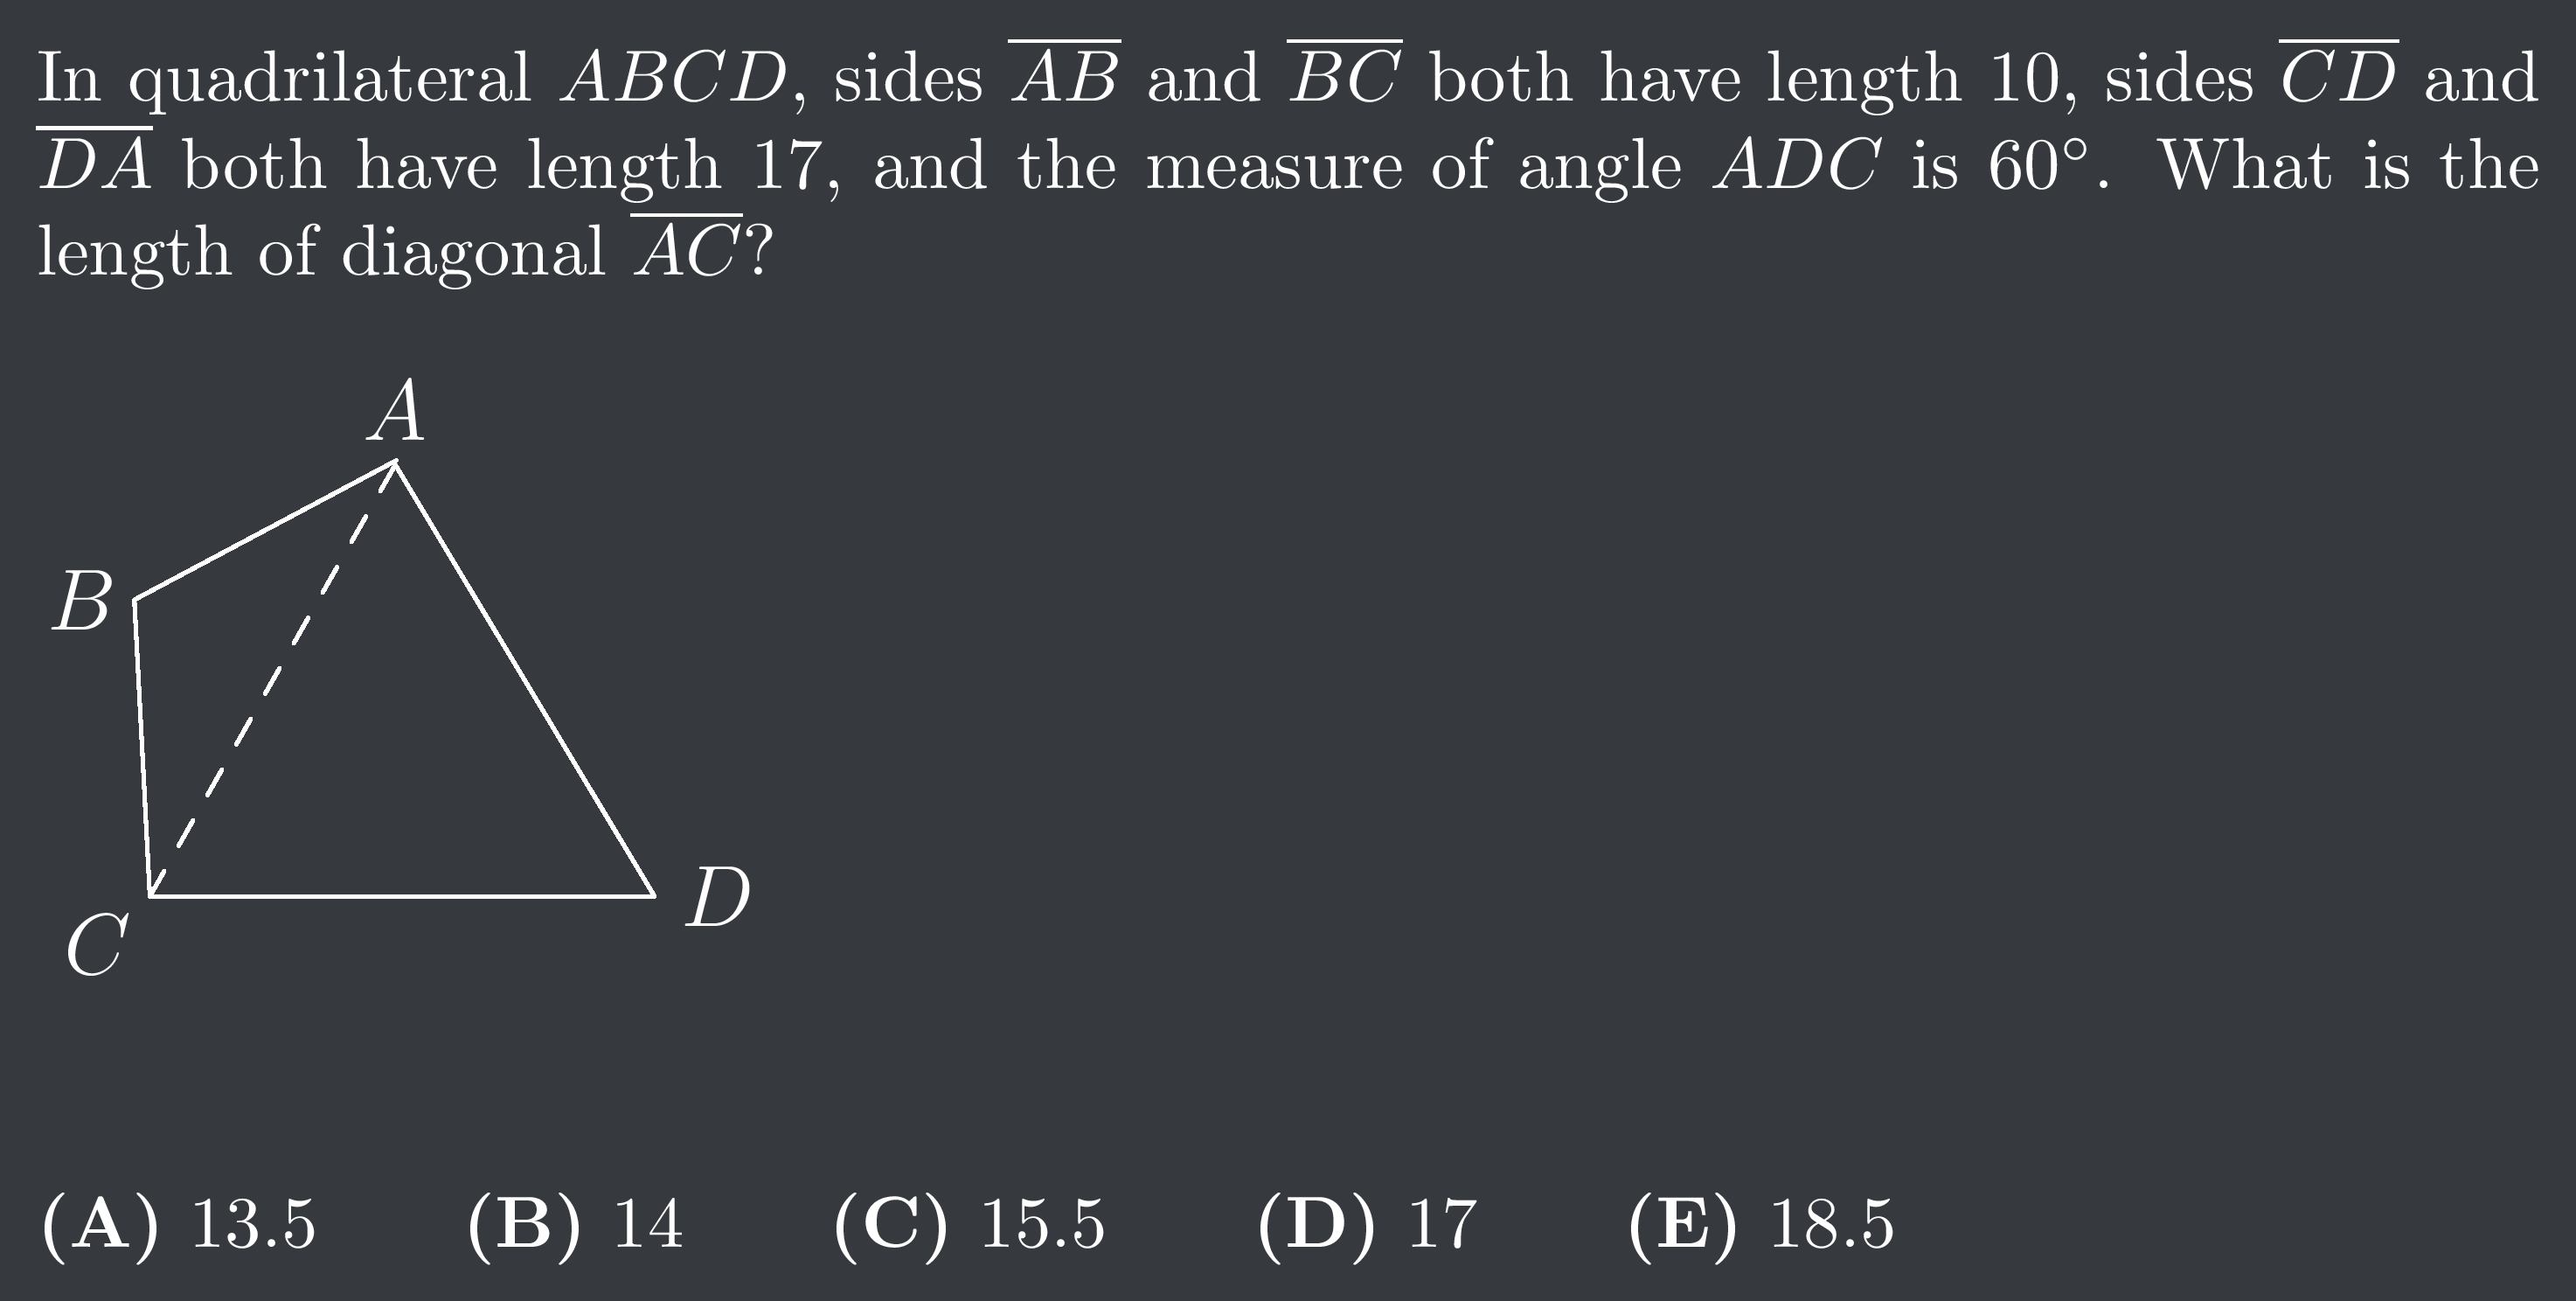 In quadrilateral ABCD, sides \overline{AB} and \overline{BC} both have length 10, sides \overline{CD} and
\overline{DA} both have length 17, and the measure of angle ADC is 60°. What is the
length of diagonal \overline{AC}?
A
B
C
D
(A) 13.5 (B) 14 (C) 15.5 (D) 17 (E) 18.5